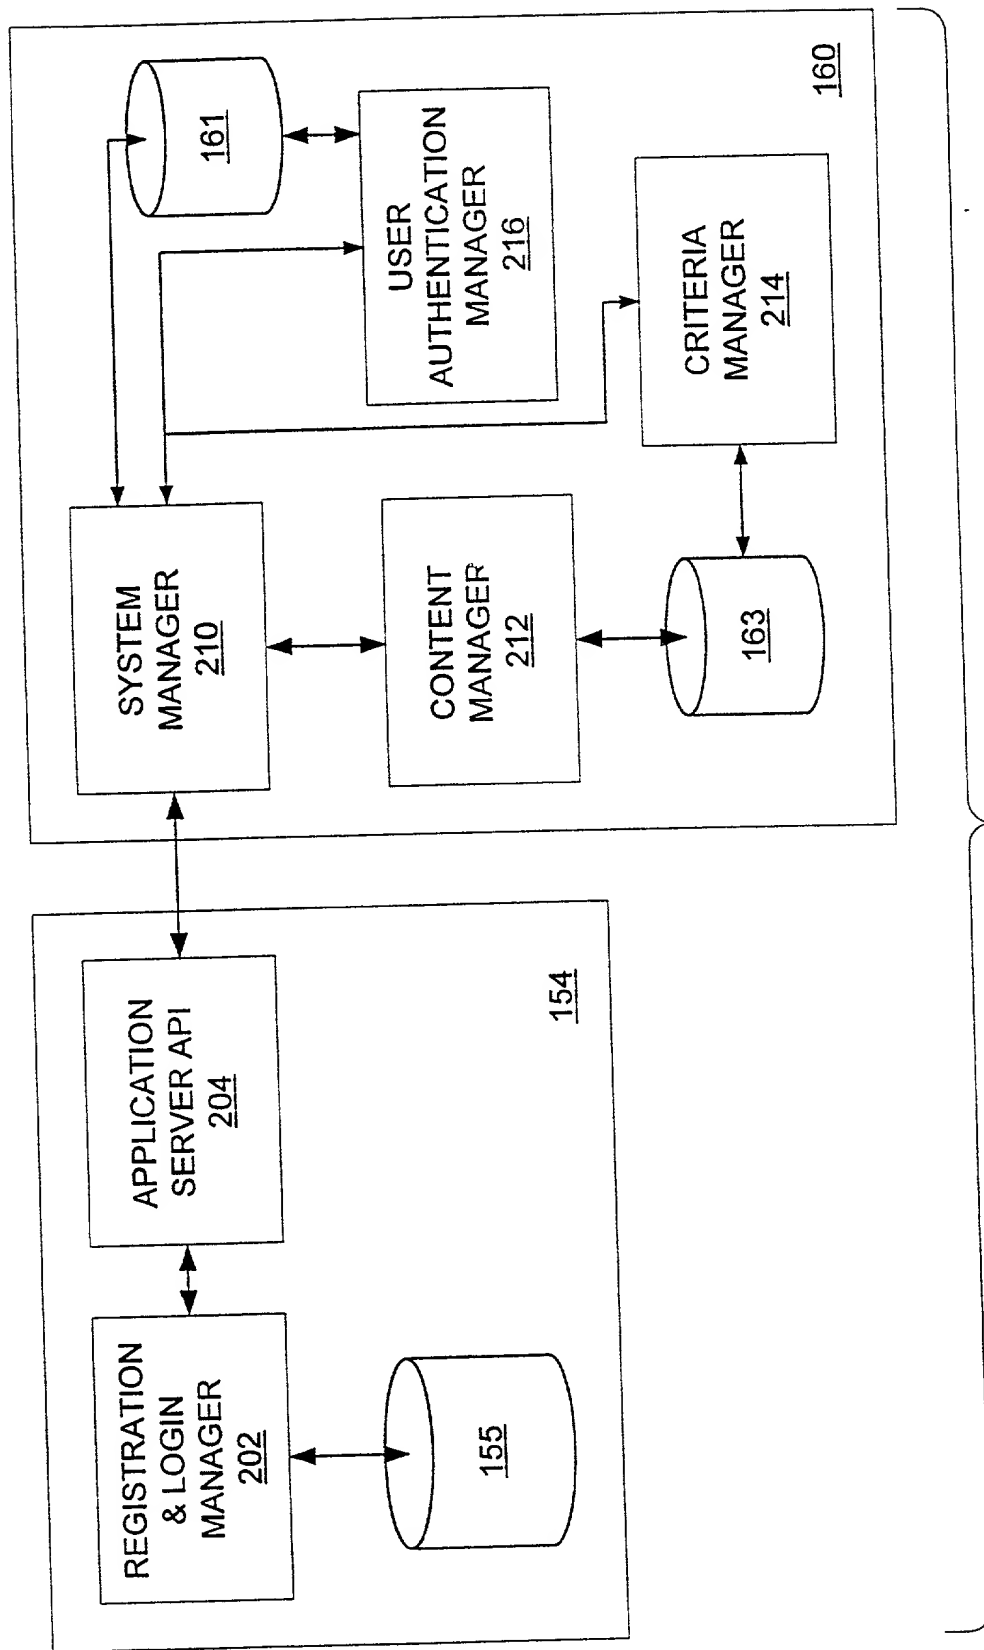 REGISTRATION
& LOGIN
MANAGER
202
APPLICATION
SERVER API
204
155
154
SYSTEM
MANAGER
210
CONTENT
MANAGER
212
163
161
USER
AUTHENTICATION
MANAGER
216
CRITERIA
MANAGER
214
160